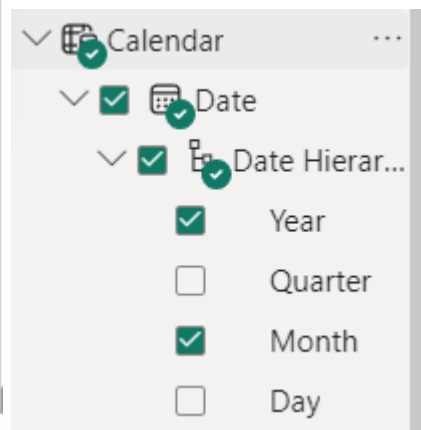 Calendar ...
Date
Date Hierar...
Year
Quarter
Month
Day